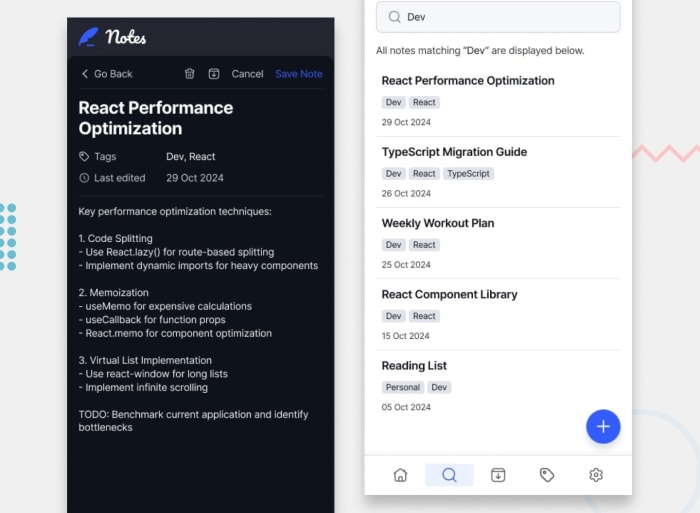 Notes
Go Back
Cancel
Save Note
React Performance
Optimization
Tags
Dev, React
Last edited
29 Oct 2024
Key performance optimization techniques:
1. Code Splitting
- Use React.lazy() for route-based splitting
- Implement dynamic imports for heavy components
2. Memoization
- useMemo for expensive calculations
- useCallback for function props
- React.memo for component optimization
3. Virtual List Implementation
- Use react-window for long lists
- Implement infinite scrolling
TODO: Benchmark current application and identify
bottlenecks
Dev
All notes matching "Dev" are displayed below.
React Performance Optimization
Dev React
29 Oct 2024
TypeScript Migration Guide
Dev React TypeScript
26 Oct 2024
Weekly Workout Plan
Dev React
25 Oct 2024
React Component Library
Dev React
15 Oct 2024
Reading List
Personal Dev
05 Oct 2024